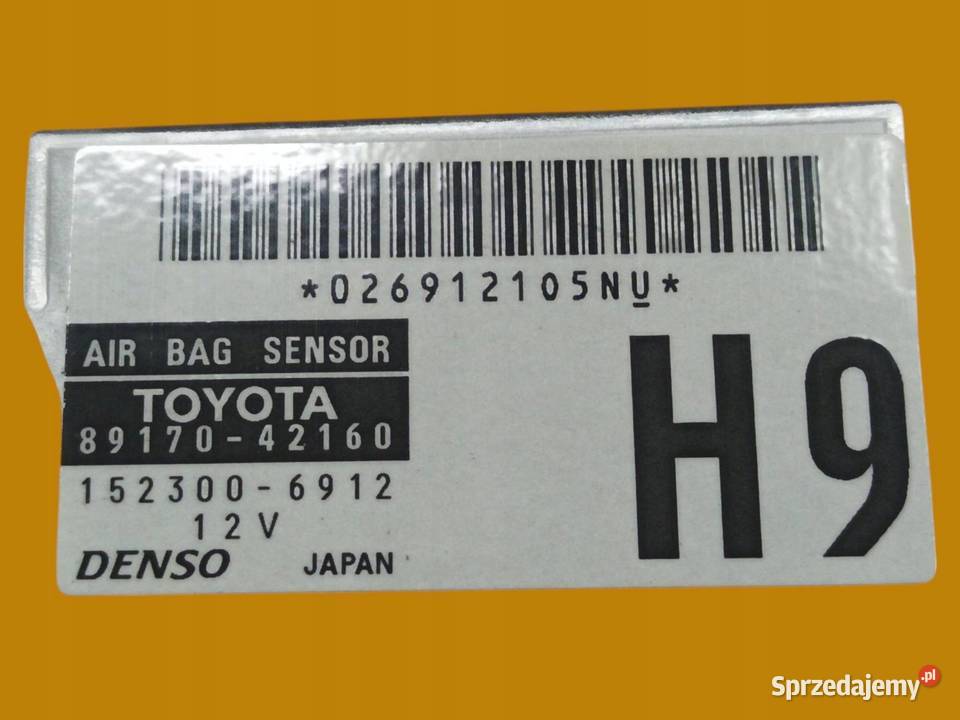 *026912105NU*
AIR BAG SENSOR
TOYOTA
89170-42160
152300-6912
12V
DENSO JAPAN
H9
Sprzedajemy.pl